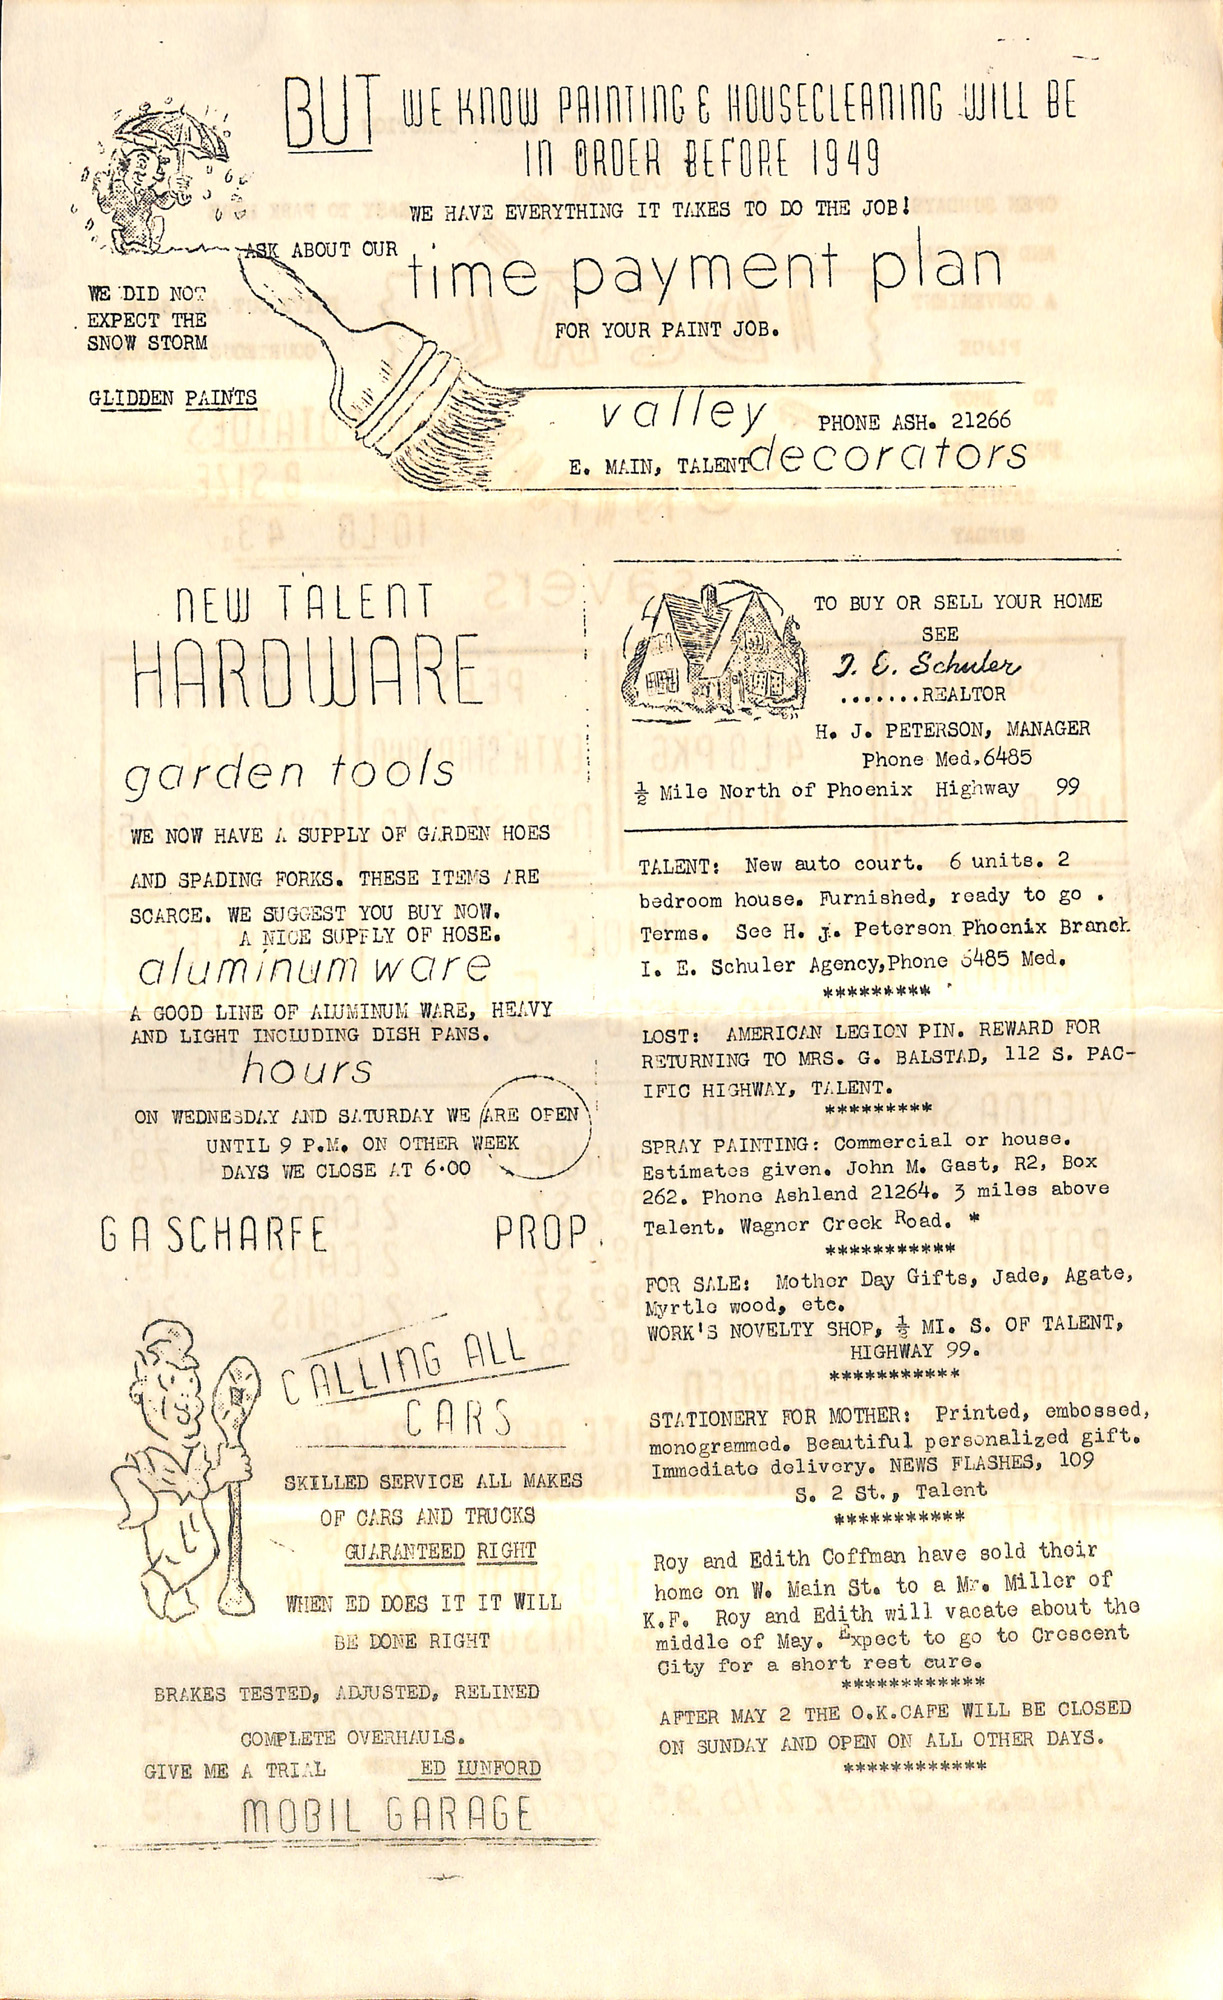 BUT WE KNOW PAINTING & HOUSECLEANING WILL BE
IN ORDER BEFORE 1949
WE HAVE EVERYTHING IT TAKES TO DO THE JOB!
ASK ABOUT OUR time payment plan
FOR YOUR PAINT JOB.
WE DID NOT
EXPECT THE
SNOW STORM
GLIDDEN PAINTS
valley PHONE ASH. 21266
E. MAIN, TALENT decorators
NEW TALENT
HARDWARE
garden tools
WE NOW HAVE A SUPPLY OF GARDEN HOES
AND SPADING FORKS. THESE ITEMS ARE
SCARCE. WE SUGGEST YOU BUY NOW.
A NICE SUPPLY OF HOSE.
aluminum ware
A GOOD LINE OF ALUMINUM WARE, HEAVY
AND LIGHT INCLUDING DISH PANS.
hours
ON WEDNESDAY AND SATURDAY WE ARE OPEN
UNTIL 9 P.M. ON OTHER WEEK
DAYS WE CLOSE AT 6.00
G A SCHARFE PROP.
CALLING ALL
CARS
SKILLED SERVICE ALL MAKES
OF CARS AND TRUCKS
GUARANTEED RIGHT
WHEN ED DOES IT IT WILL
BE DONE RIGHT
BRAKES TESTED, ADJUSTED, RELINED
COMPLETE OVERHAULS.
GIVE ME A TRIAL ED LUNFORD
MOBIL GARAGE
TO BUY OR SELL YOUR HOME
SEE
I. E. Schuler
.......REALTOR
H. J. PETERSON, MANAGER
Phone Med.6485
½ Mile North of Phoenix Highway 99
TALENT: New auto court. 6 units. 2
bedroom house. Furnished, ready to go .
Terms. See H. J. Peterson Phoenix Branch
I. E. Schuler Agency,Phone 6485 Med.
*********
LOST: AMERICAN LEGION PIN. REWARD FOR
RETURNING TO MRS. G. BALSTAD, 112 S. PAC-
IFIC HIGHWAY, TALENT.
*********
SPRAY PAINTING: Commercial or house.
Estimates given. John M. Gast, R2, Box
262. Phone Ashland 21264. 3 miles above
Talent. Wagner Creek Road. *
***********
FOR SALE: Mother Day Gifts, Jade, Agate,
Myrtle wood, etc.
WORK'S NOVELTY SHOP, ½ MI. S. OF TALENT,
HIGHWAY 99.
***********
STATIONERY FOR MOTHER: Printed, embossed,
monogrammed. Beautiful personalized gift.
Immediate delivery. NEWS FLASHES, 109
S. 2 St., Talent
***********
Roy and Edith Coffman have sold their
home on W. Main St. to a Mr. Miller of
K.F. Roy and Edith will vacate about the
middle of May. Expect to go to Crescent
City for a short rest cure.
************
AFTER MAY 2 THE O.K.CAFE WILL BE CLOSED
ON SUNDAY AND OPEN ON ALL OTHER DAYS.
************